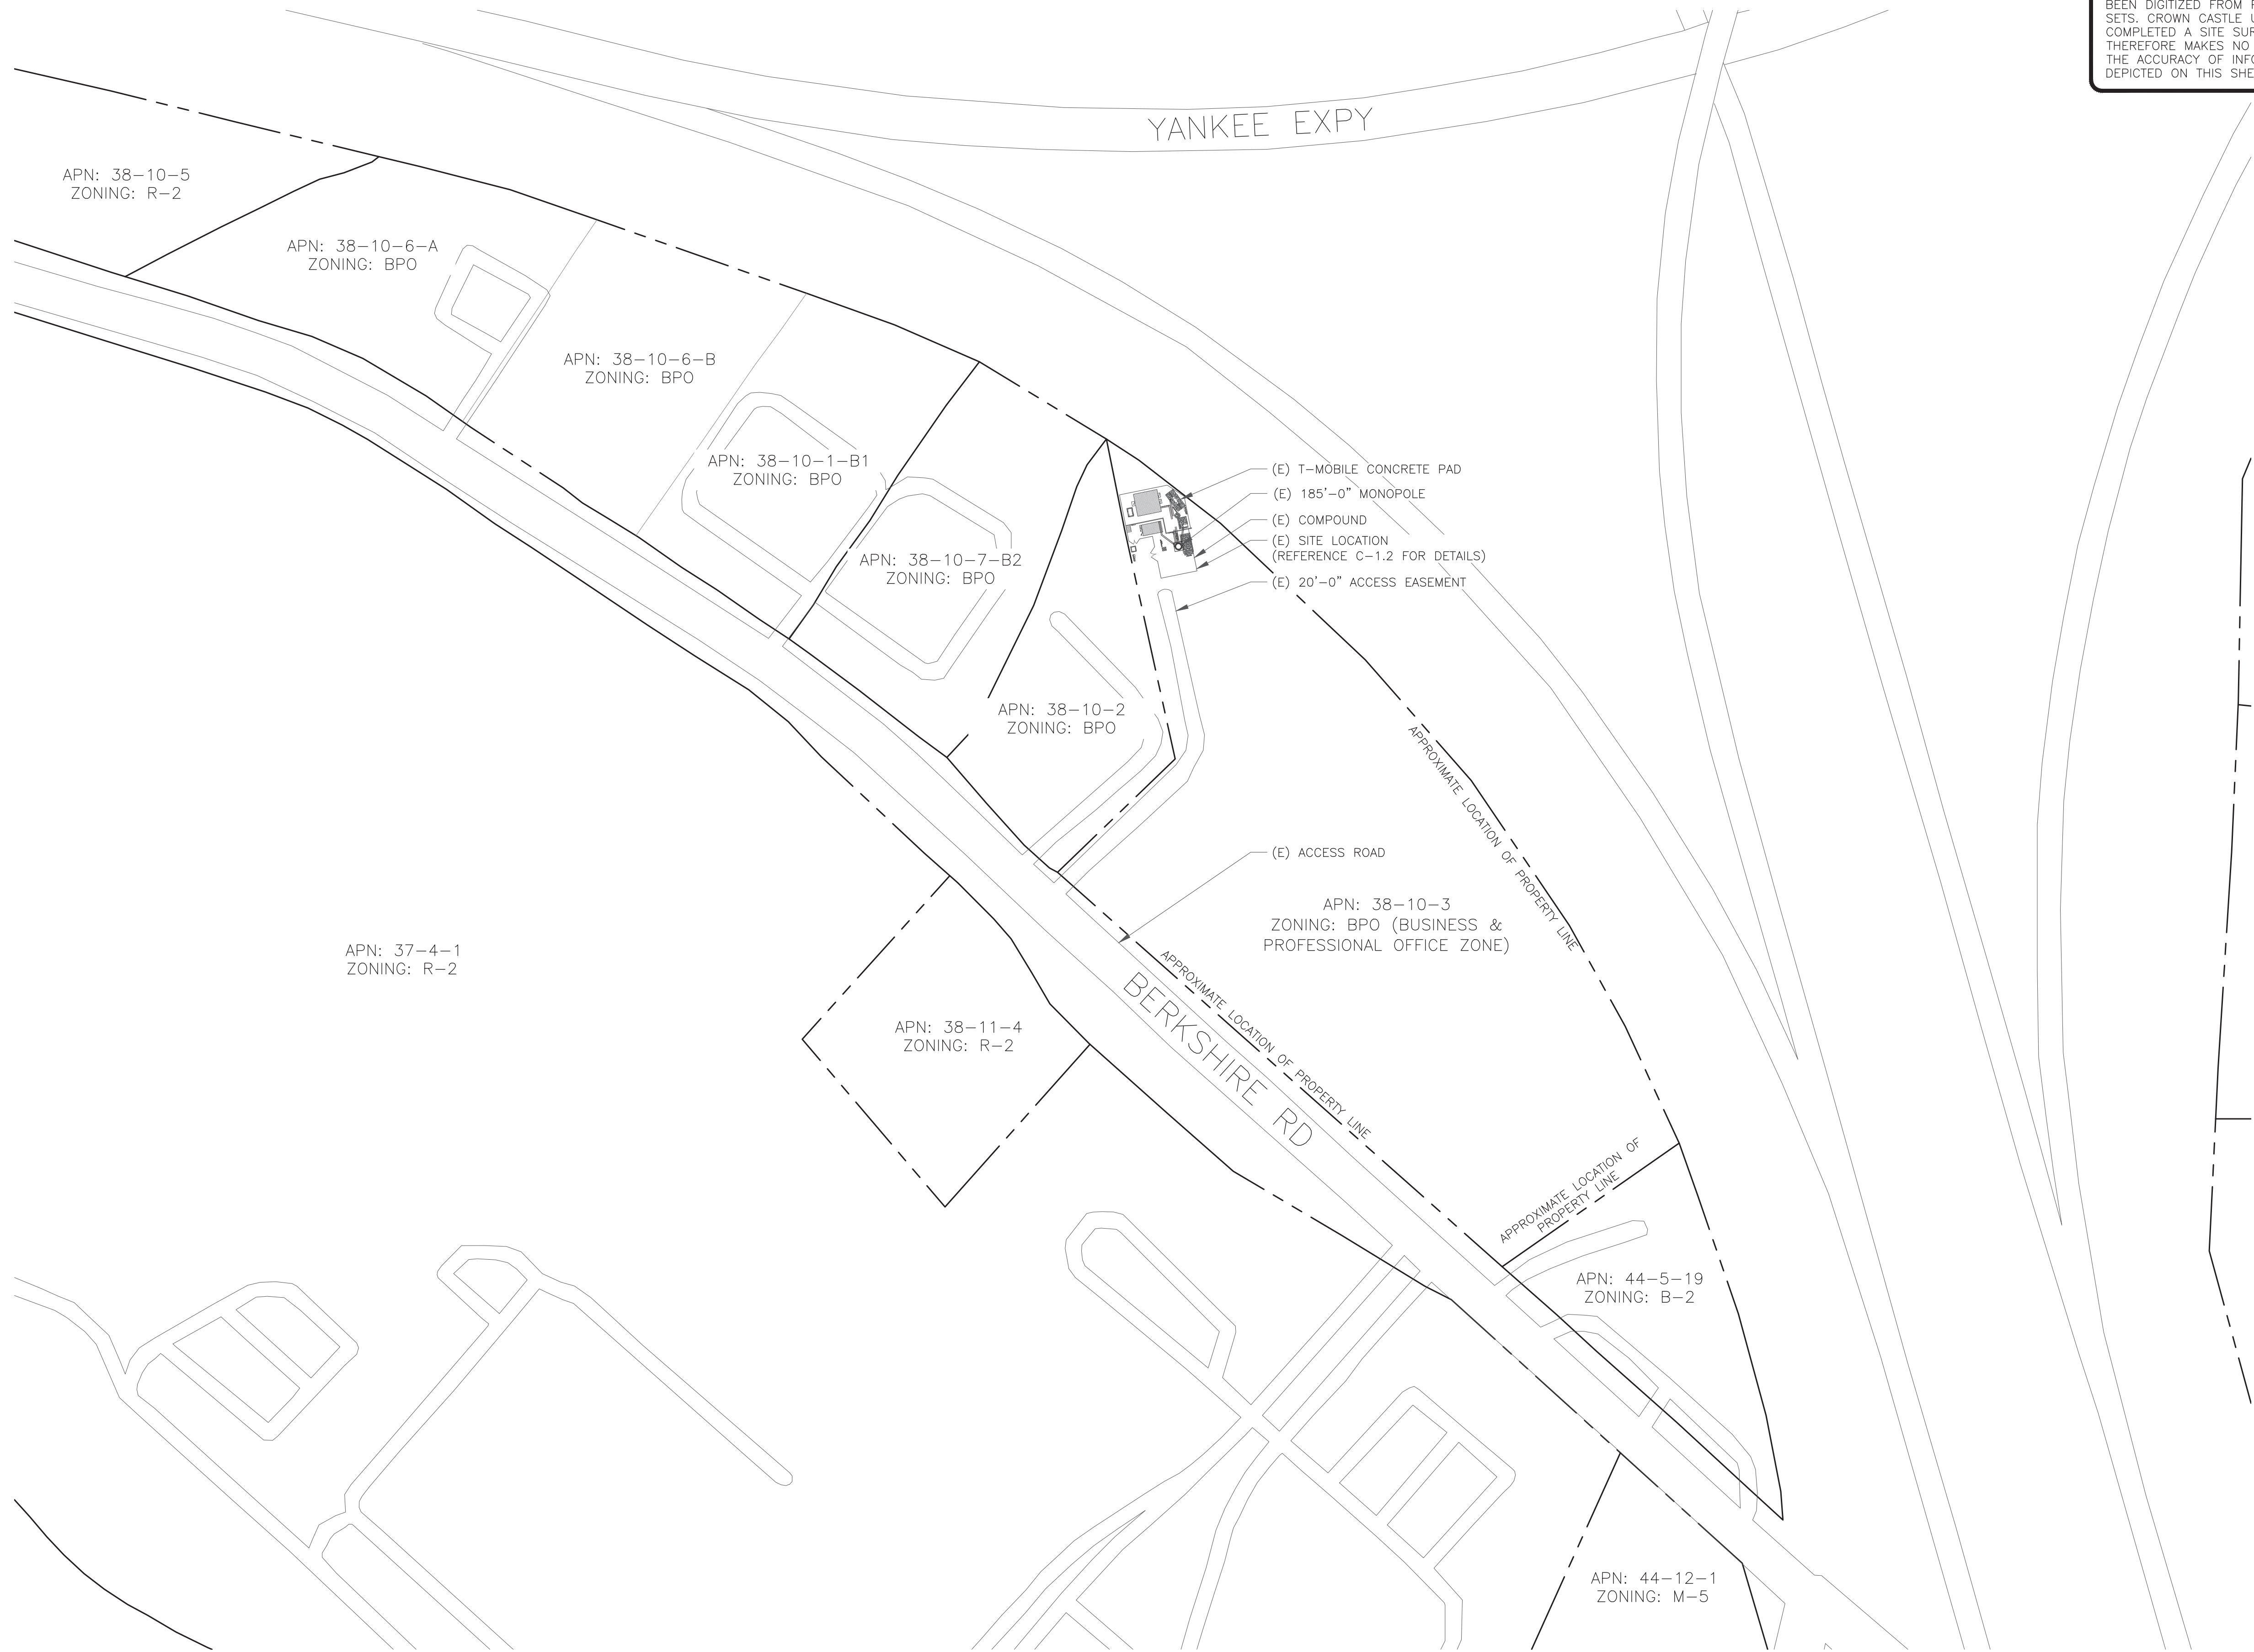 BEEN DIGITIZED FROM
SETS. CROWN CASTLE
COMPLETED A SITE
THEREFORE MAKES NO
THE ACCURACY OF
DEPICTED ON THIS
YANKEE EXPY
APN: 38-10-5
ZONING: R-2
APN: 38-10-6-A
ZONING: BPO
APN: 38-10-6-B
ZONING: BPO
APN: 38-10-1-B1
ZONING: BPO
APN: 38-10-7-B2
ZONING: BPO
(E) T-MOBILE CONCRETE PAD
(E) 185'-0" MONOPOLE
(E) COMPOUND
(E) SITE LOCATION
(REFERENCE C-1.2 FOR DETAILS)
(E) 20'-0" ACCESS EASEMENT
APN: 38-10-2
ZONING: BPO
APPROXIMATE LOCATION OF PROPERTY LINE
(E) ACCESS ROAD
APN: 38-10-3
ZONING: BPO (BUSINESS &
PROFESSIONAL OFFICE ZONE)
APN: 37-4-1
ZONING: R-2
APPROXIMATE LOCATION OF PROPERTY LINE
BERKSHIRE RD
APN: 38-11-4
ZONING: R-2
APPROXIMATE LOCATION OF
PROPERTY LINE
APN: 44-5-19
ZONING: B-2
APN: 44-12-1
ZONING: M-5